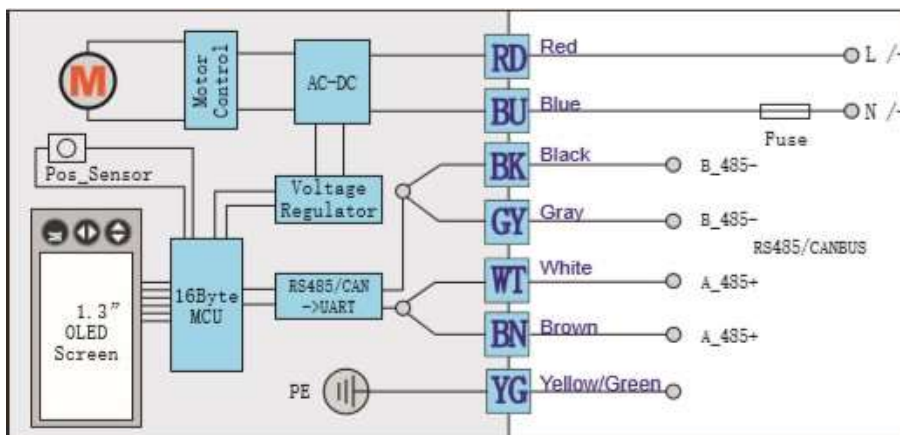 M
Motor
Control
AC-DC
RD
Red
L /+
BU
Blue
N /-
Fuse
Pos_Sensor
Voltage
Regulator
BK
Black
B_485-
GY
Gray
B_485-
RS485/CANBUS
1.3"
OLED
Screen
16Byte
MCU
RS485/CAN
->UART
WT
White
A_485+
BN
Brown
A_485+
PE
YG
Yellow/Green